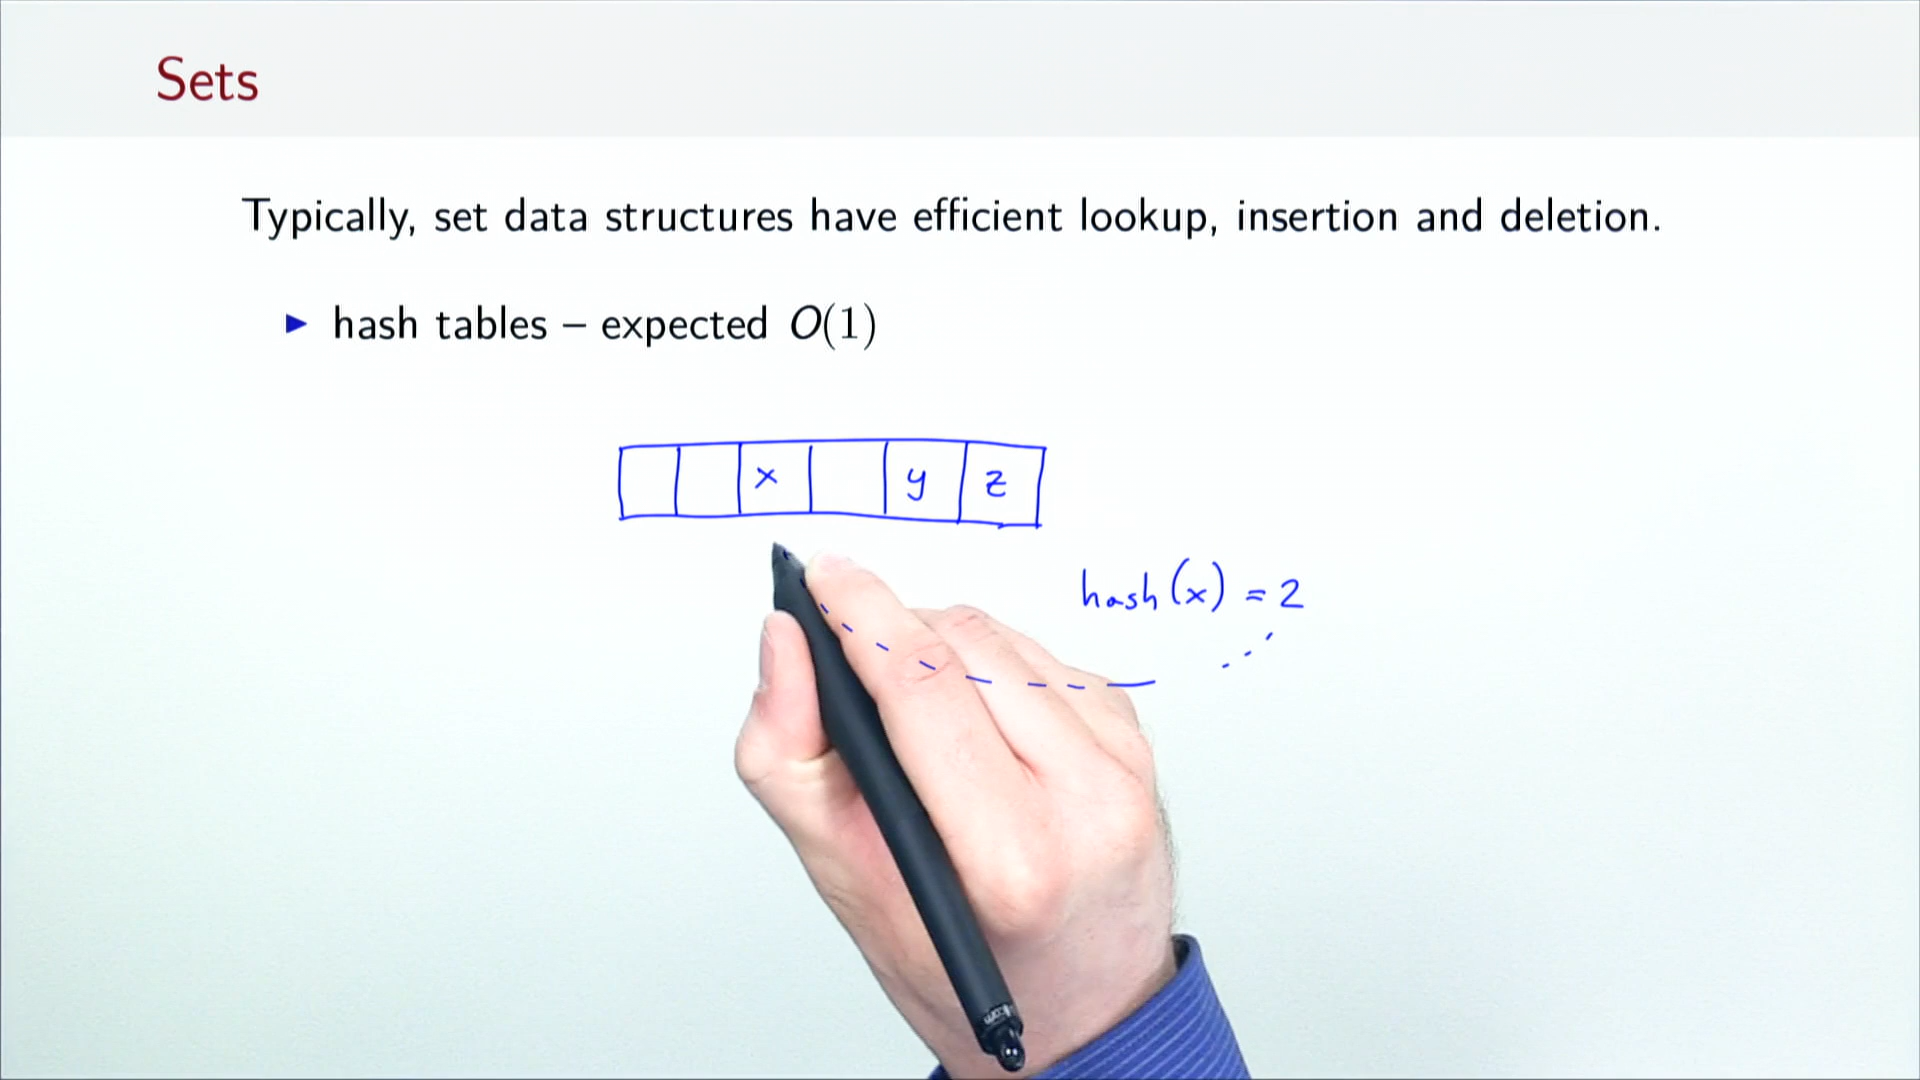 Sets
Typically, set data structures have efficient lookup, insertion and deletion.
▶ hash tables – expected O(1)
x y z
hash(x) = 2